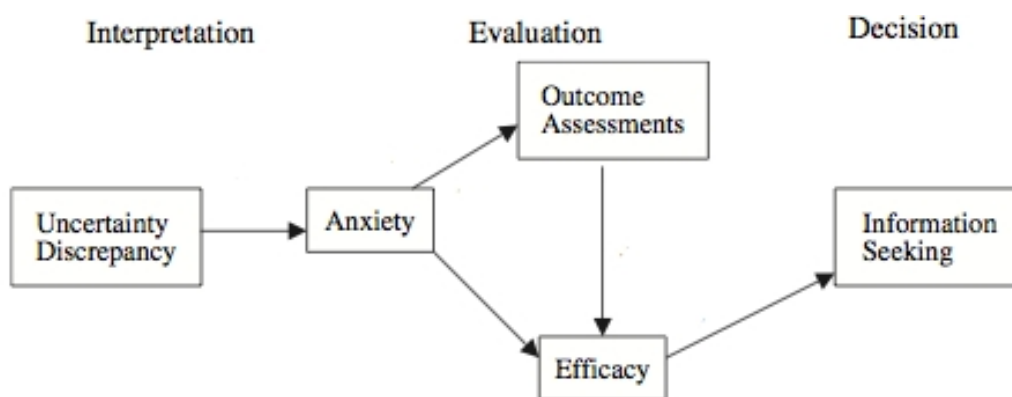 Interpretation
Evaluation
Decision
Outcome
Assessments
Uncertainty
Discrepancy
Anxiety
Information
Seeking
Efficacy